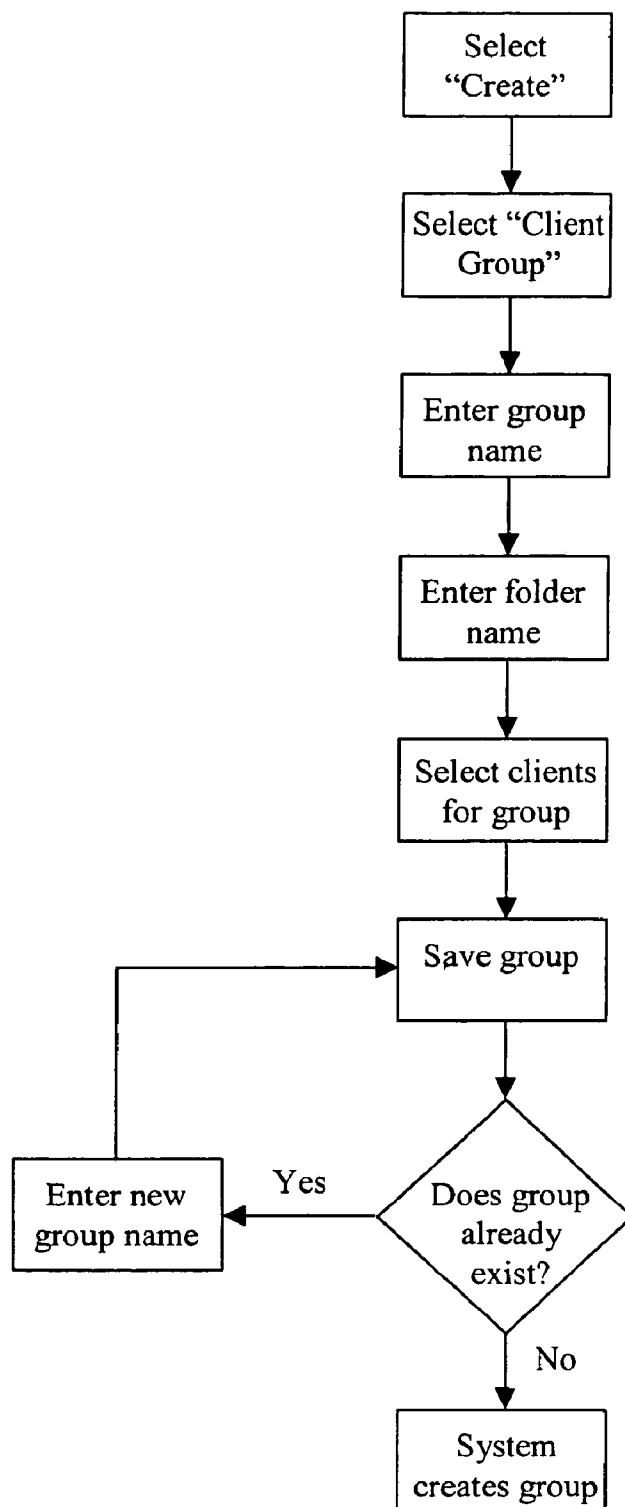 Select
“Create”
Select “Client
Group”
Enter group
name
Enter folder
name
Select clients
for group
Save group
Does group
already
exist?
Yes
Enter new
group name
No
System
creates group